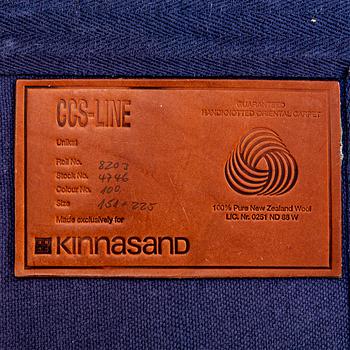 CCS-LINE
Unikat
Roll No. 8203
Stock No. 4746
Colour No. 100
Size 151 + 225
Made exclusively for
KINNASAND
GUARANTEED
HANDKNOTTED ORIENTAL CARPET
100% Pure New Zealand Wool
LIC. Nr. 0251 ND 88 W